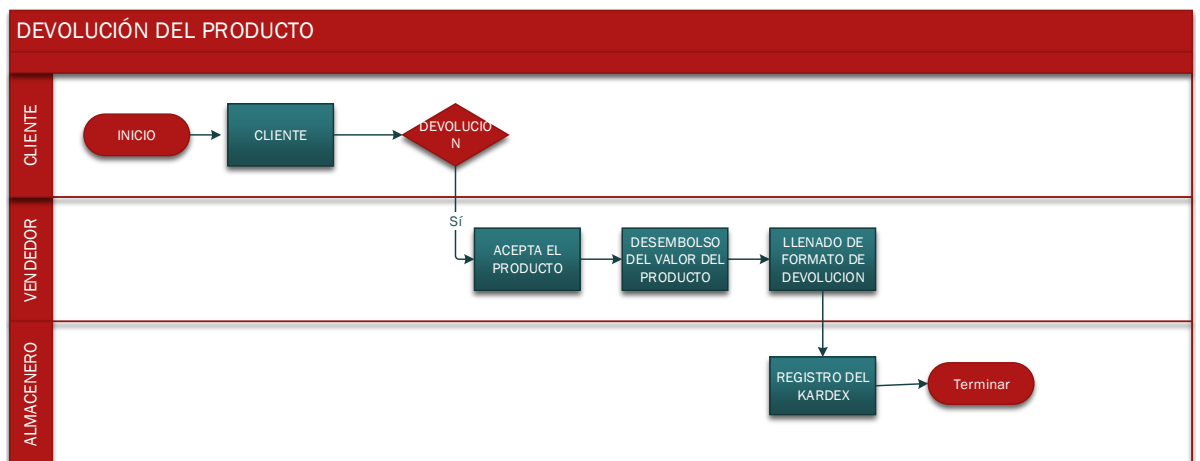 DEVOLUCIÓN DEL PRODUCTO
CLIENTE
INICIO
CLIENTE
DEVOLUCIO
N
Sí
VENDEDOR
ACEPTA EL
PRODUCTO
DESEMBOLSO
DEL VALOR DEL
PRODUCTO
LLENADO DE
FORMATO DE
DEVOLUCION
ALMACENERO
REGISTRO DEL
KARDEX
Terminar